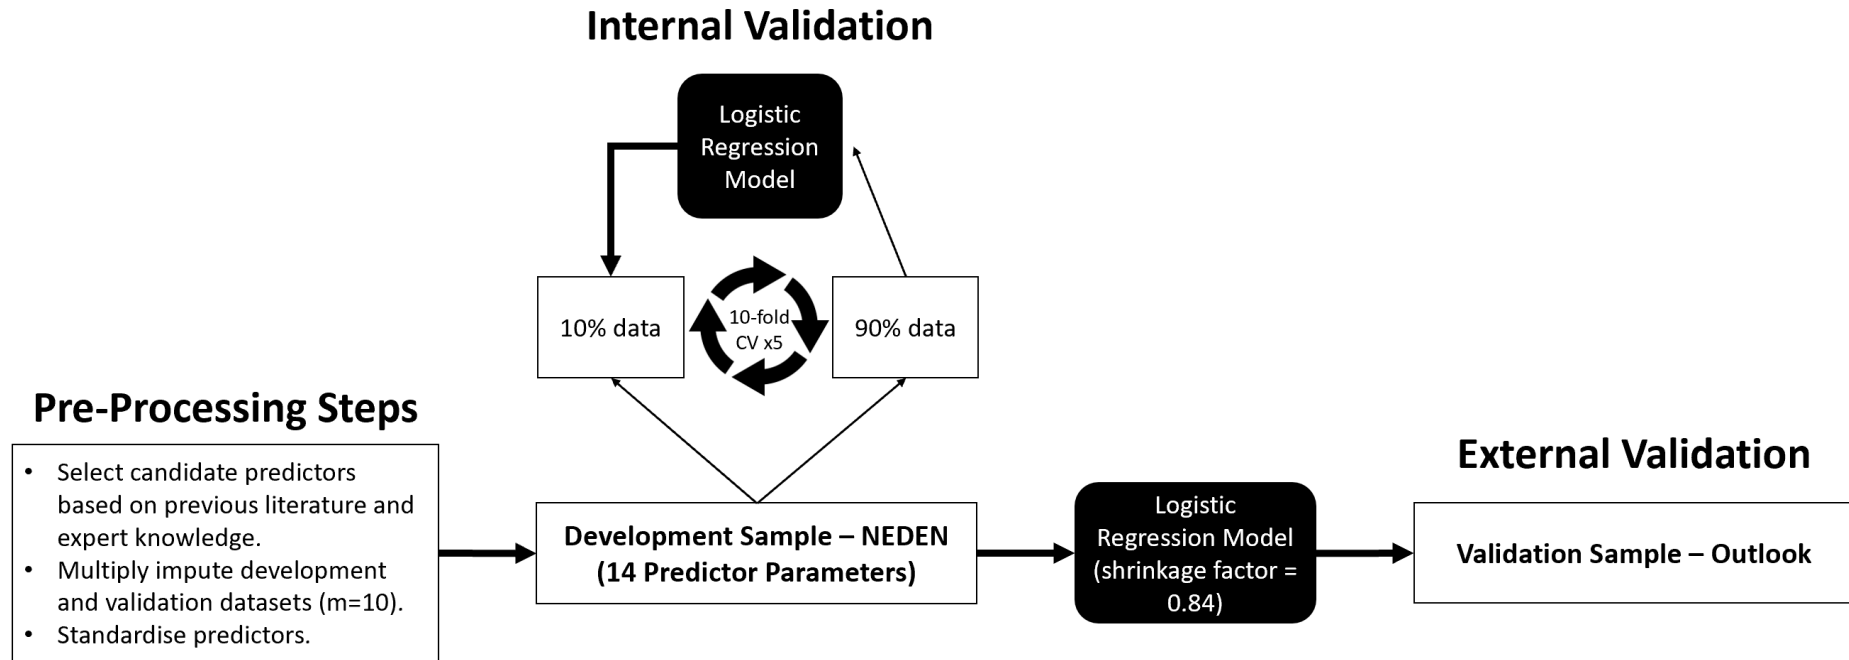 Internal Validation
Logistic
Regression
Model
10% data
10-fold
CV x5
90% data
Pre-Processing Steps
• Select candidate predictors
based on previous literature and
expert knowledge.
• Multiply impute development
and validation datasets (m=10).
• Standardise predictors.
Development Sample – NEDEN
(14 Predictor Parameters)
Logistic
Regression Model
(shrinkage factor =
0.84)
External Validation
Validation Sample – Outlook